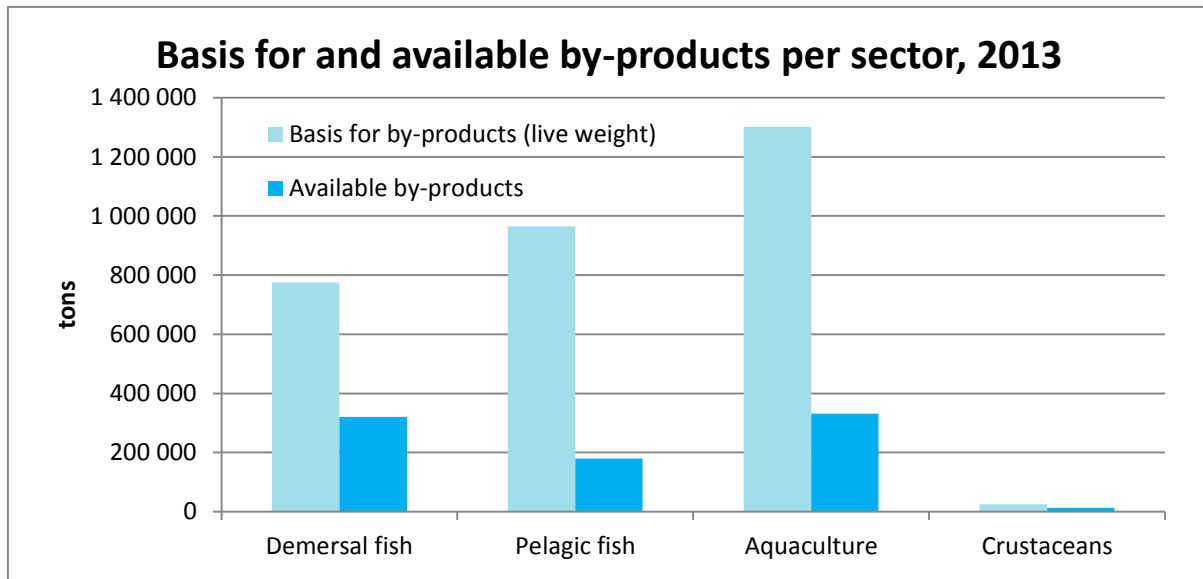 Basis for and available by-products per sector, 2013
1 400 000
1 200 000
1 000 000
800 000
600 000
400 000
200 000
0
tons
Basis for by-products (live weight)
Available by-products
Demersal fish
Pelagic fish
Aquaculture
Crustaceans